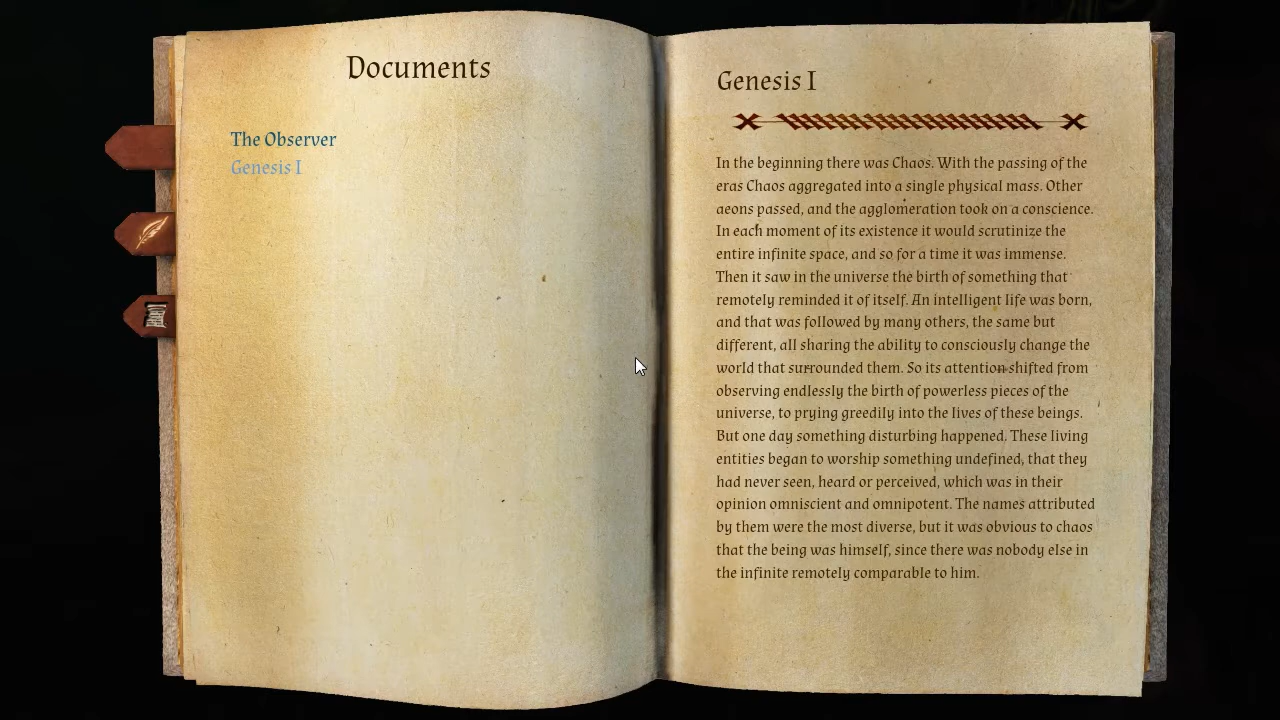 Documents
The Observer
Genesis I
Genesis I
In the beginning there was Chaos. With the passing of the
eras Chaos aggregated into a single physical mass. Other
aeons passed, and the agglomeration took on a conscience.
In each moment of its existence it would scrutinize the
entire infinite space, and so for a time it was immense.
Then it saw in the universe the birth of something that
remotely reminded it of itself. An intelligent life was born,
and that was followed by many others, the same but
different, all sharing the ability to consciously change the
world that surrounded them. So its attention shifted from
observing endlessly the birth of powerless pieces of the
universe, to prying greedily into the lives of these beings.
But one day something disturbing happened. These living
entities began to worship something undefined, that they
had never seen, heard or perceived, which was in their
opinion omniscient and omnipotent. The names attributed
by them were the most diverse, but it was obvious to chaos
that the being was himself, since there was nobody else in
the infinite remotely comparable to him.